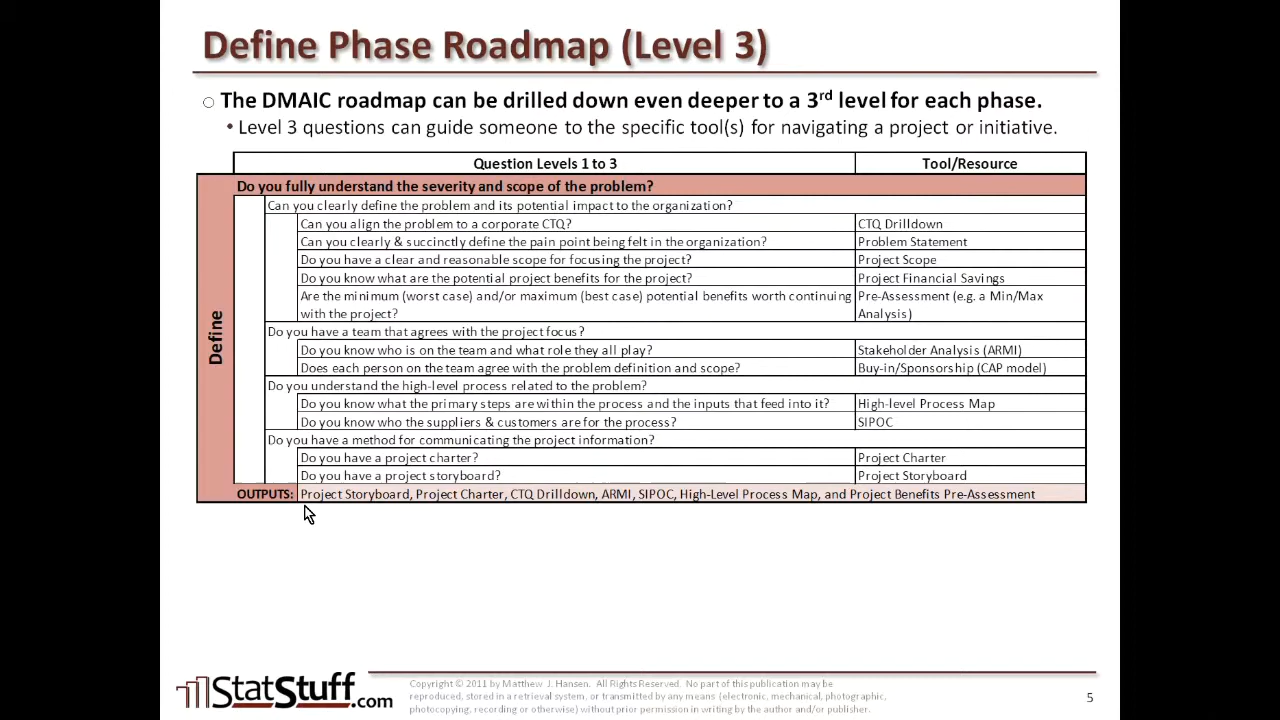 Define Phase Roadmap (Level 3)
The DMAIC roadmap can be drilled down even deeper to a 3rd level for each phase.
• Level 3 questions can guide someone to the specific tool(s) for navigating a project or initiative.
Question Levels 1 to 3 Tool/Resource
Define
Do you fully understand the severity and scope of the problem?
Can you clearly define the problem and its potential impact to the organization?
Can you align the problem to a corporate CTQ? CTQ Drilldown
Can you clearly & succinctly define the pain point being felt in the organization? Problem Statement
Do you have a clear and reasonable scope for focusing the project? Project Scope
Do you know what are the potential project benefits for the project? Project Financial Savings
Are the minimum (worst case) and/or maximum (best case) potential benefits worth continuing Pre-Assessment (e.g. a Min/Max
with the project? Analysis)
Do you have a team that agrees with the project focus?
Do you know who is on the team and what role they all play? Stakeholder Analysis (ARMI)
Does each person on the team agree with the problem definition and scope? Buy-in/Sponsorship (CAP model)
Do you understand the high-level process related to the problem?
Do you know what the primary steps are within the process and the inputs that feed into it? High-level Process Map
Do you know who the suppliers & customers are for the process? SIPOC
Do you have a method for communicating the project information?
Do you have a project charter? Project Charter
Do you have a project storyboard? Project Storyboard
OUTPUTS: Project Storyboard, Project Charter, CTQ Drilldown, ARMI, SIPOC, High-Level Process Map, and Project Benefits Pre-Assessment
StatStuff.com
Copyright © 2011 by Matthew J. Hansen. All Rights Reserved. No part of this publication may be
reproduced, stored in a retrieval system, or transmitted by any means (electronic, mechanical, photographic,
photocopying, recording or otherwise) without prior permission in writing by the author and/or publisher.
5